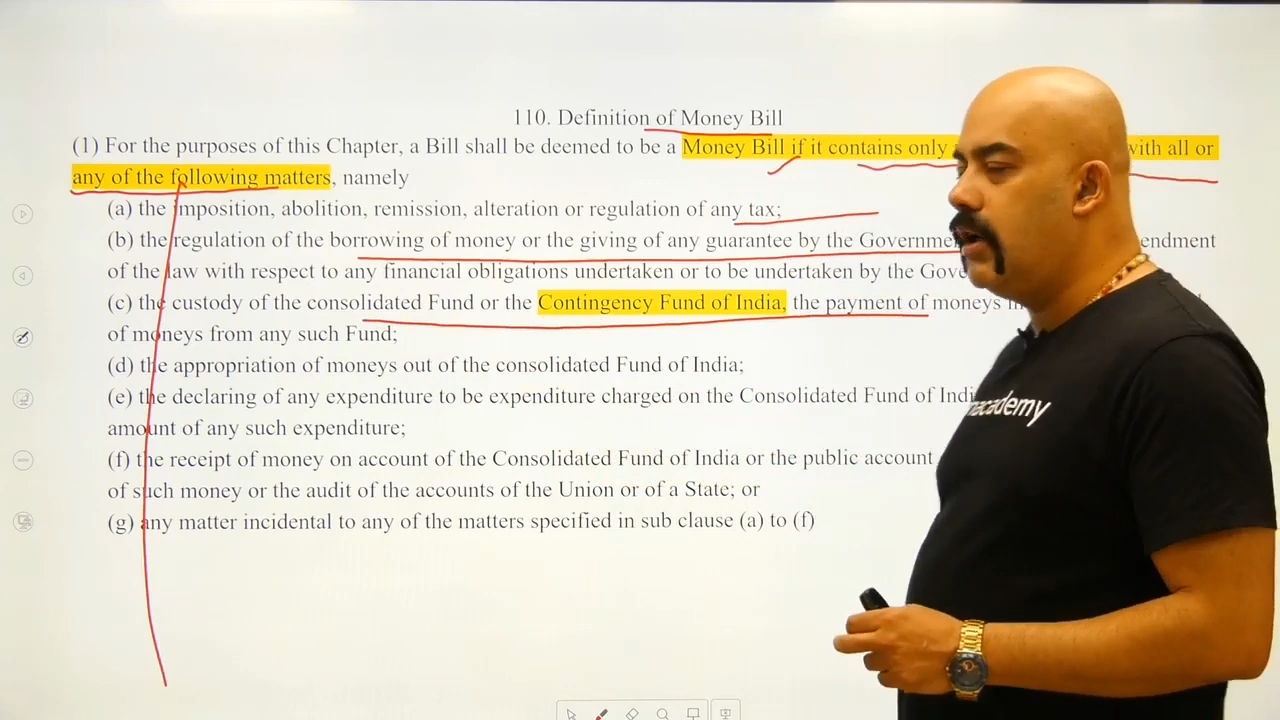 110. Definition of Money Bill
(1) For the purposes of this Chapter, a Bill shall be deemed to be a Money Bill if it contains only with all or
any of the following matters, namely
(a) the imposition, abolition, remission, alteration or regulation of any tax;
(b) the regulation of the borrowing of money or the giving of any guarantee by the
of the law with respect to any financial obligations undertaken or to be undertaken by the
(c) the custody of the consolidated Fund or the Contingency Fund of India, the payment of moneys
of moneys from any such Fund;
(d) the appropriation of moneys out of the consolidated Fund of India;
(e) the declaring of any expenditure to be expenditure charged on the Consolidated Fund of
amount of any such expenditure;
(f) the receipt of money on account of the Consolidated Fund of India or the public account
of such money or the audit of the accounts of the Union or of a State; or
(g) any matter incidental to any of the matters specified in sub clause (a) to (f)